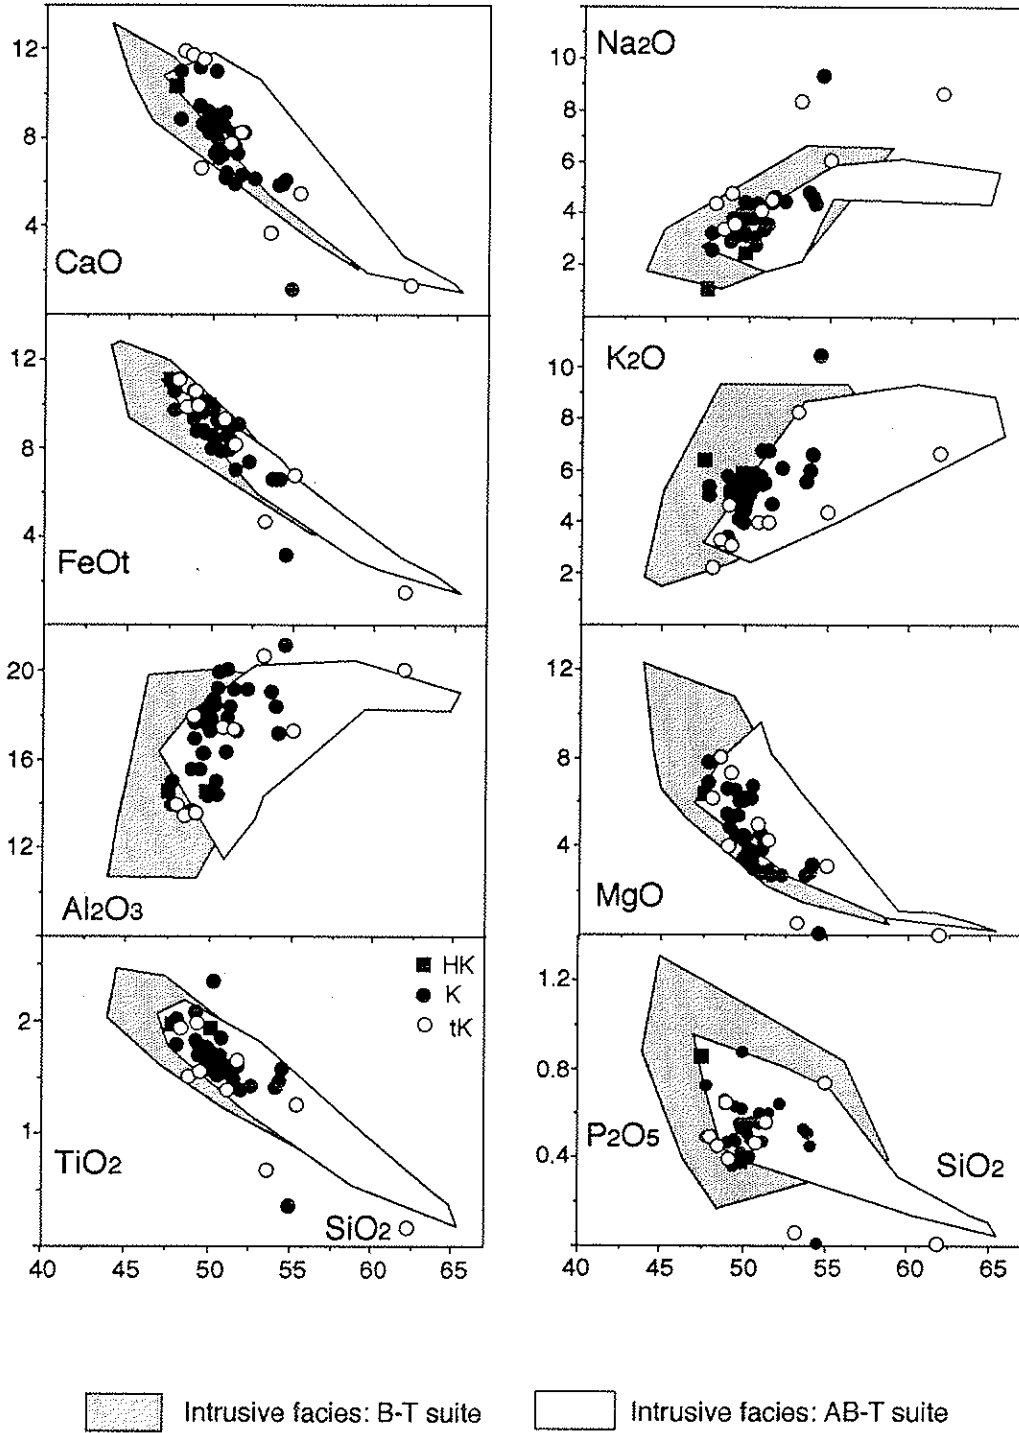 12
8
4
CaO
Na2O
10
8
6
4
2
12
8
4
FeOt
K2O
10
8
6
4
2
20
16
12
Al2O3
12
8
4
MgO
HK
K
tK
2
1
TiO2
SiO2
1.2
0.8
0.4
P2O5
SiO2
40 45 50 55 60 65
40 45 50 55 60 65
Intrusive facies: B-T suite
Intrusive facies: AB-T suite